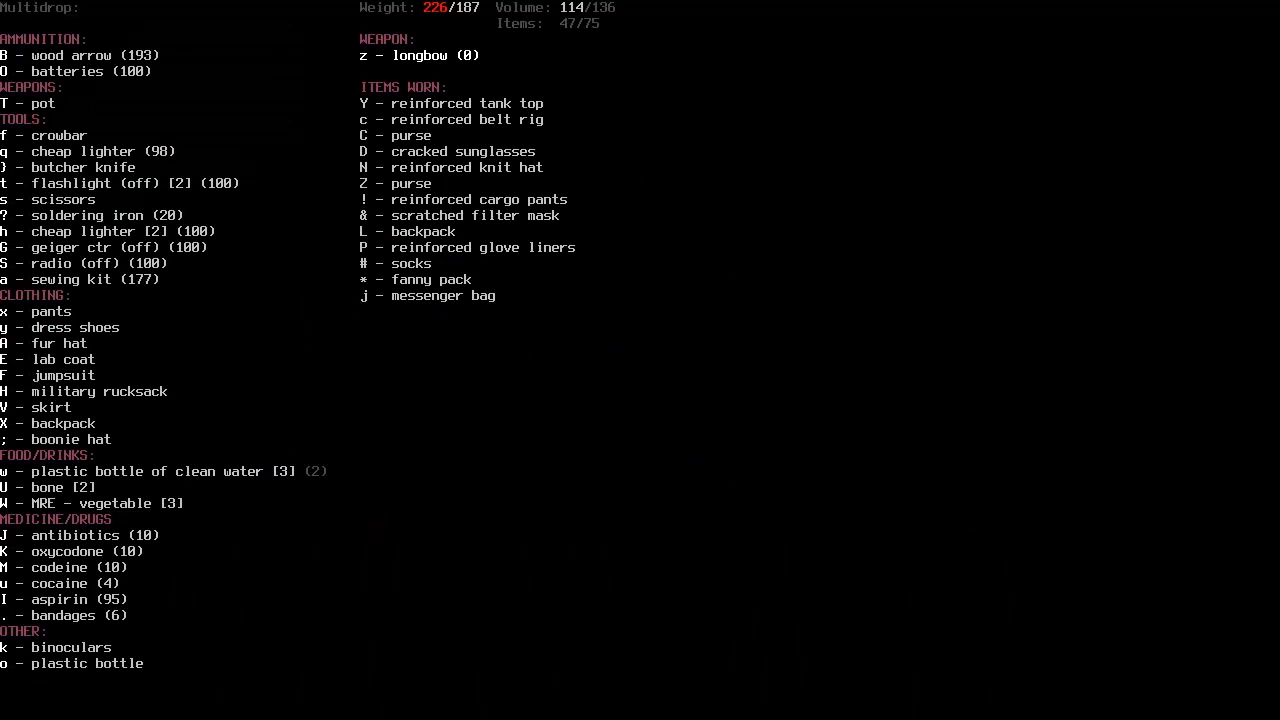 Multidrop:
Weight: 226/187 Volume: 114/136
Items: 47/75
AMMUNITION:
B - wood arrow (193)
O - batteries (100)
WEAPONS:
T - pot
TOOLS:
f - crowbar
q - cheap lighter (98)
} - butcher knife
t - flashlight (off) [2] (100)
s - scissors
? - soldering iron (20)
h - cheap lighter [2] (100)
G - geiger ctr (off) (100)
S - radio (off) (100)
a - sewing kit (177)
CLOTHING:
x - pants
y - dress shoes
A - fur hat
E - lab coat
F - jumpsuit
H - military rucksack
V - skirt
X - backpack
; - boonie hat
FOOD/DRINKS:
w - plastic bottle of clean water [3] (2)
U - bone [2]
W - MRE - vegetable [3]
MEDICINE/DRUGS
J - antibiotics (10)
K - oxycodone (10)
M - codeine (10)
u - cocaine (4)
I - aspirin (95)
. - bandages (6)
OTHER:
k - binoculars
o - plastic bottle
WEAPON:
z - longbow (0)
ITEMS WORN:
Y - reinforced tank top
c - reinforced belt rig
C - purse
D - cracked sunglasses
N - reinforced knit hat
Z - purse
! - reinforced cargo pants
& - scratched filter mask
L - backpack
P - reinforced glove liners
# - socks
* - fanny pack
j - messenger bag